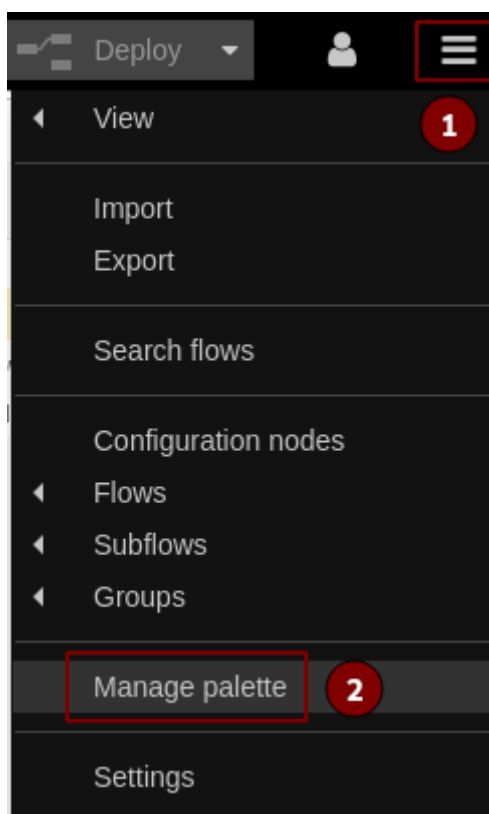 Deploy
View
1
Import
Export
Search flows
Configuration nodes
Flows
Subflows
Groups
Manage palette 2
Settings